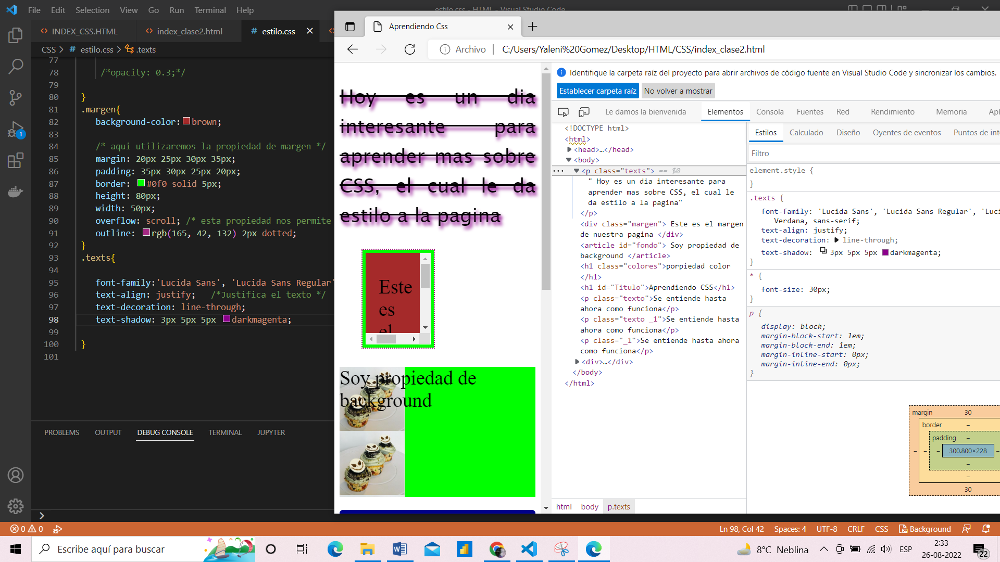 File Edit Selection View Go Run Terminal Help
estilo.css - HTML - Visual Studio Code
INDEX_CSS.HTML
index_clase2.html
estilo.css
CSS > estilo.css > .texts
77
78 /*opacity: 0.3;*/
79
80 }
81 .margen{
82 background-color: brown;
83
84 /* aqui utilizaremos la propiedad de margen */
85 margin: 20px 25px 30px 35px;
86 padding: 35px 30px 25px 20px;
87 border: #0f0 solid 5px;
88 height: 80px;
89 width: 50px;
90 overflow: scroll; /* esta propiedad nos permite
91 outline: rgb(165, 42, 132) 2px dotted;
92 }
93 .texts{
94
95 font-family:'Lucida Sans', 'Lucida Sans Regular'
96 text-align: justify; /*Justifica el texto */
97 text-decoration: line-through;
98 text-shadow: 3px 5px 5px darkmagenta;
99
100 }
101
PROBLEMS OUTPUT DEBUG CONSOLE TERMINAL JUPYTER
Aprendiendo Css
Archivo | C:/Users/Yaleni%20Gomez/Desktop/HTML/CSS/index_clase2.html
Hoy es un dia
interesante para
aprender mas sobre
CSS, el cual le da
estilo a la pagina
Este
es
el
Soy propiedad de
background
Identifique la carpeta raíz del proyecto para abrir archivos de código fuente en Visual Studio Code y sincronizar los cambios.
Establecer carpeta raíz No volver a mostrar
Le damos la bienvenida Elementos Consola Fuentes Red Rendimiento Memoria Apl
<!DOCTYPE html>
<html>
<head>…</head>
<body>
<p class="texts"> == $0
" Hoy es un dia interesante para
aprender mas sobre CSS, el cual le
da estilo a la pagina"
</p>
<div class="margen"> Este es el margen
de nuestra pagina </div>
<article id="fondo"> Soy propiedad de
background </article>
<h1 class="colores">porpiedad color
</h1>
<h1 id="Titulo">Aprendiendo CSS</h1>
<p class="texto">Se entiende hasta
ahora como funciona</p>
<p class="texto _1">Se entiende hasta
ahora como funciona</p>
<p class="_1">Se entiende hasta ahora
como funciona</p>
<div>…</div>
</body>
</html>
html body p.texts
Estilos Calculado Diseño Oyentes de eventos Puntos de int
Filtro
element.style {
}
.texts {
font-family: 'Lucida Sans', 'Lucida Sans Regular', 'Luc
Verdana, sans-serif;
text-align: justify;
text-decoration: line-through;
text-shadow: 3px 5px 5px darkmagenta;
}
* {
font-size: 30px;
}
p {
display: block;
margin-block-start: 1em;
margin-block-end: 1em;
margin-inline-start: 0px;
margin-inline-end: 0px;
}
margin 30
border –
padding –
– – – 300.800×228 –
–
–
30
0 0
Ln 98, Col 42 Spaces: 4 UTF-8 CRLF CSS Background
Escribe aquí para buscar
8°C Neblina ESP
2:33
26-08-2022
22
1